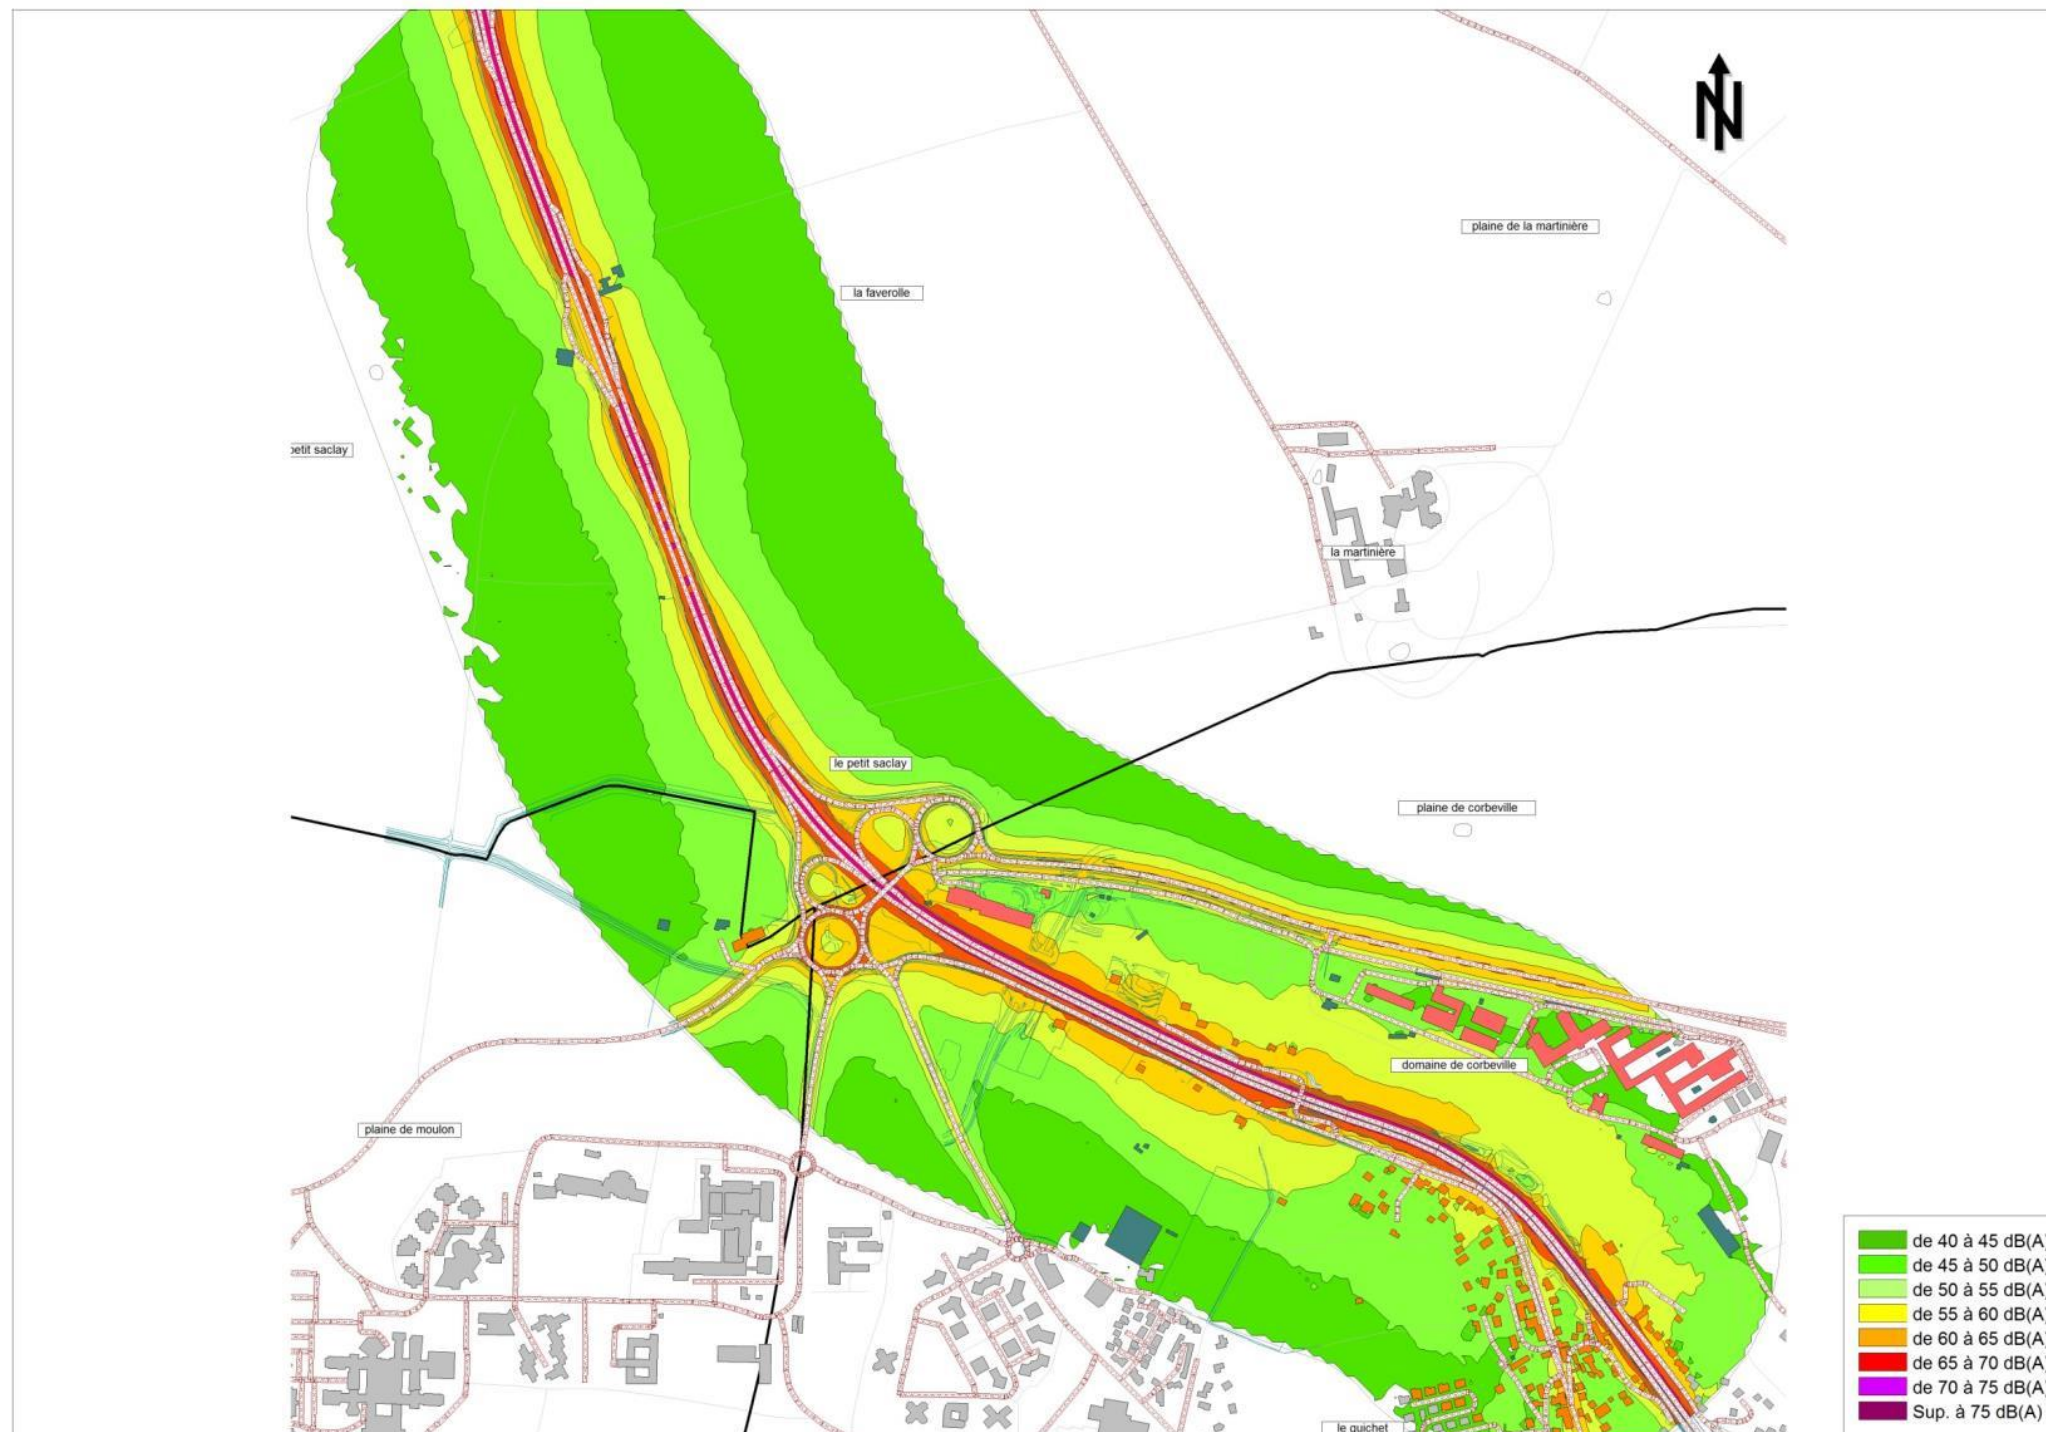 N
plaine de la martinière
la faverolle
petit saclay
la martinière
le petit saclay
plaine de corbeville
domaine de corbeville
plaine de moulon
le guichet
de 40 à 45 dB(A)
de 45 à 50 dB(A)
de 50 à 55 dB(A)
de 55 à 60 dB(A)
de 60 à 65 dB(A)
de 65 à 70 dB(A)
de 70 à 75 dB(A)
Sup. à 75 dB(A)